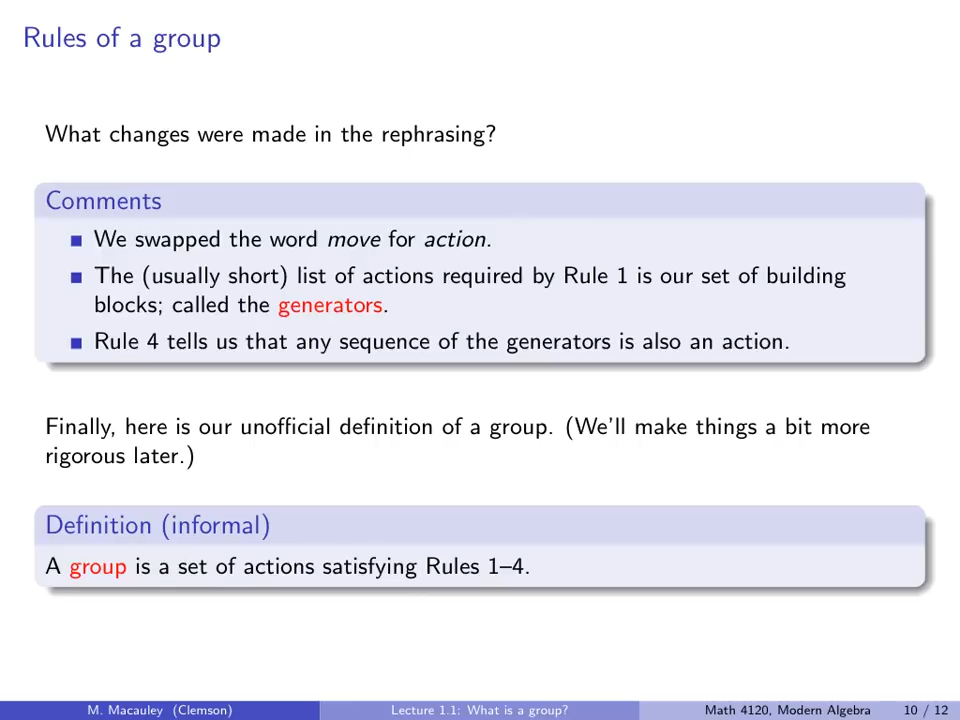 Rules of a group
What changes were made in the rephrasing?
Comments
We swapped the word move for action.
The (usually short) list of actions required by Rule 1 is our set of building
blocks; called the generators.
Rule 4 tells us that any sequence of the generators is also an action.
Finally, here is our unofficial definition of a group. (We'll make things a bit more
rigorous later.)
Definition (informal)
A group is a set of actions satisfying Rules 1–4.
M. Macauley (Clemson) Lecture 1.1: What is a group? Math 4120, Modern Algebra 10 / 12